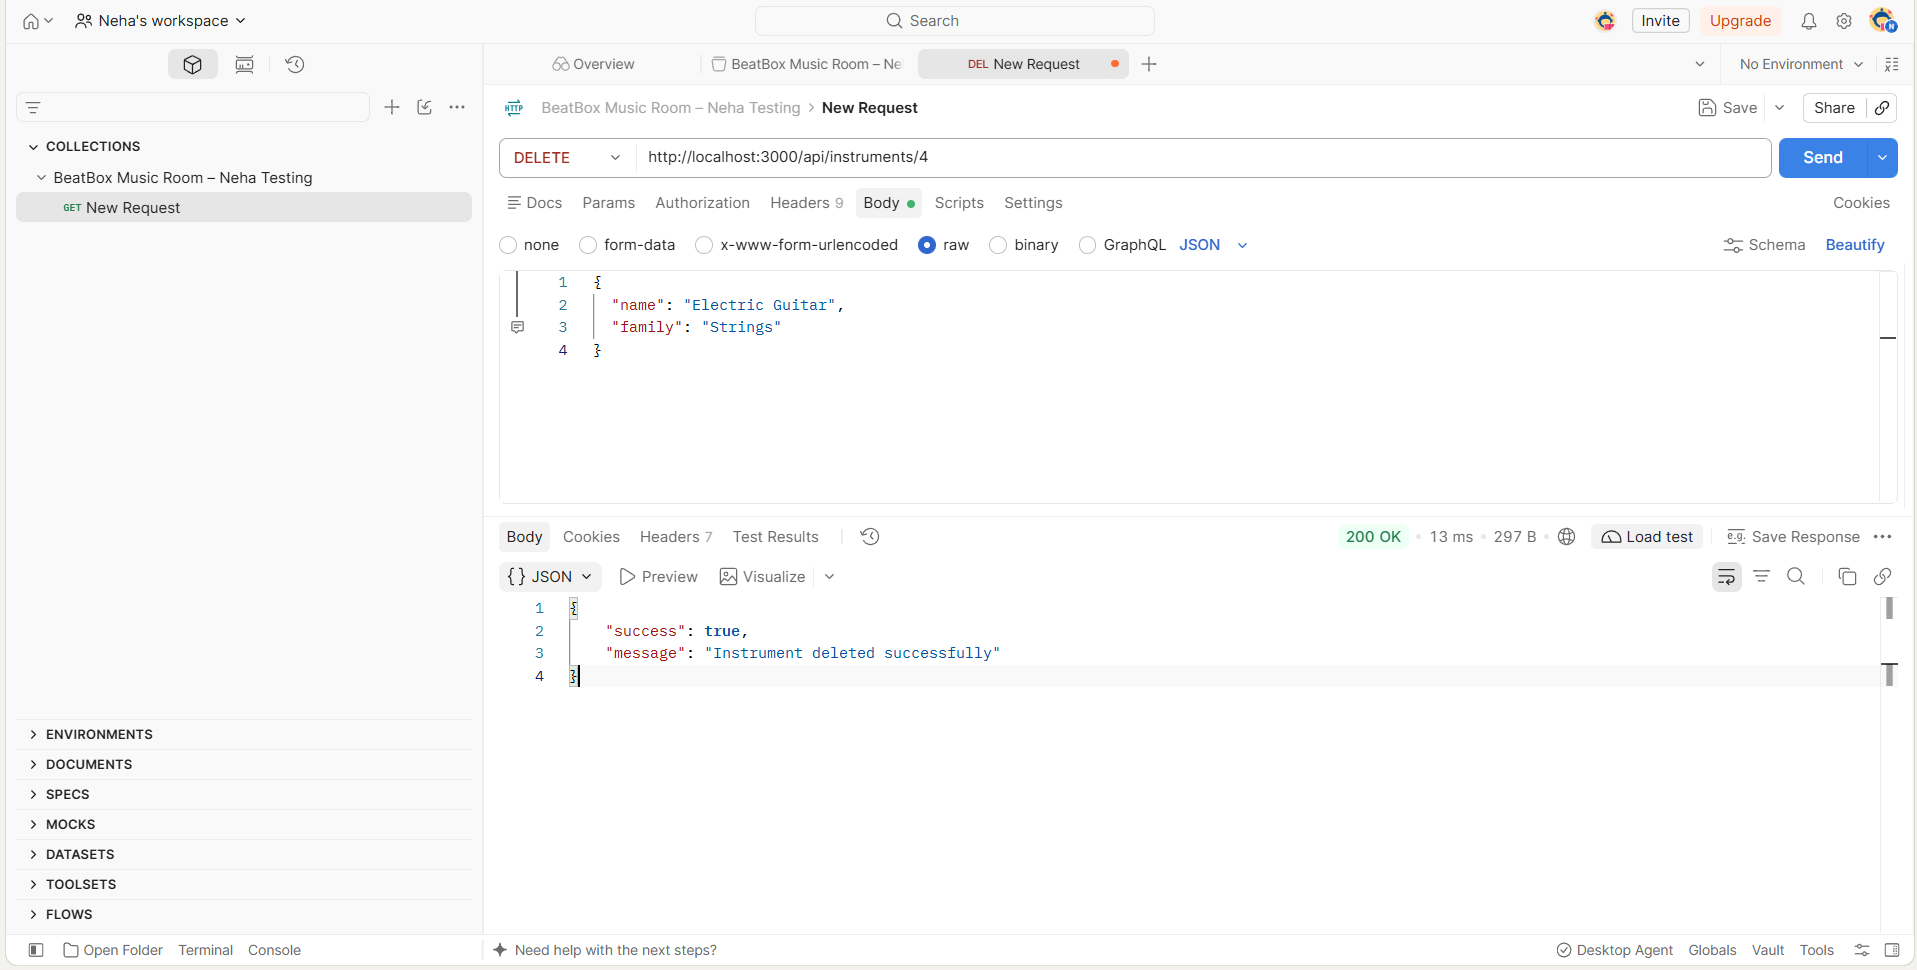 Neha's workspace
Search
Invite
Upgrade
Overview
BeatBox Music Room – Ne
DEL New Request
No Environment
HTTP
BeatBox Music Room – Neha Testing > New Request
Save
Share
COLLECTIONS
BeatBox Music Room – Neha Testing
GET New Request
DELETE
http://localhost:3000/api/instruments/4
Send
Docs Params Authorization Headers 9 Body Scripts Settings
Cookies
none form-data x-www-form-urlencoded raw binary GraphQL JSON
Schema Beautify
1 {
2 "name": "Electric Guitar",
3 "family": "Strings"
4 }
Body Cookies Headers 7 Test Results
200 OK • 13 ms • 297 B •
Load test
e.g. Save Response
{} JSON Preview Visualize
1 {
2 "success": true,
3 "message": "Instrument deleted successfully"
4 }
ENVIRONMENTS
DOCUMENTS
SPECS
MOCKS
DATASETS
TOOLSETS
FLOWS
Open Folder Terminal Console
Need help with the next steps?
Desktop Agent Globals Vault Tools